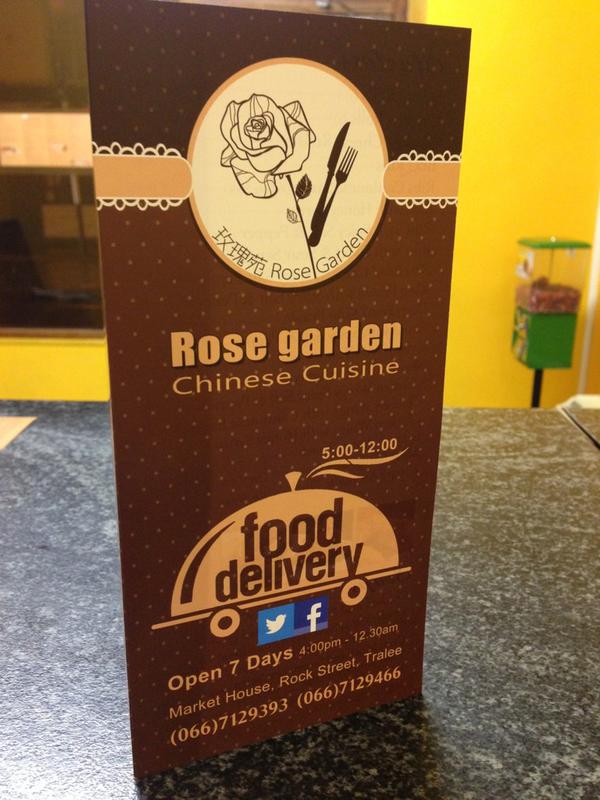 玫瑰苑 Rose Garden
Rose garden
Chinese Cuisine
5:00-12:00
food
delivery
Open 7 Days 4:00pm - 12.30am
Market House, Rock Street, Tralee
(066)7129393 (066)7129466